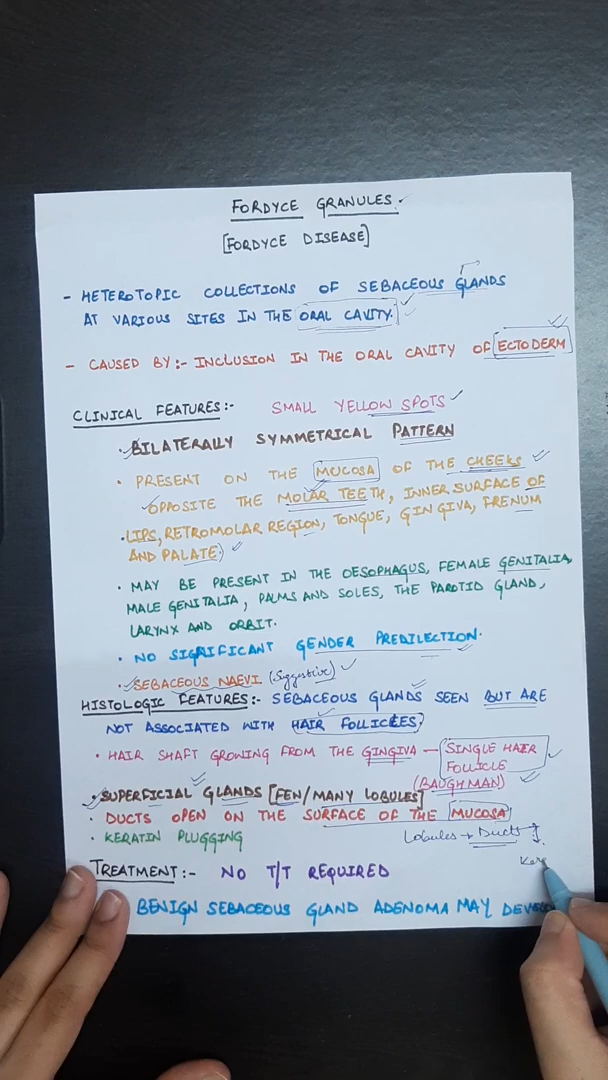 FORDYCE GRANULES.
[FORDYCE DISEASE]
- HETEROTOPIC COLLECTIONS OF SEBACEOUS GLANDS
AT VARIOUS SITES IN THE ORAL CAVITY.
- CAUSED BY:- INCLUSION IN THE ORAL CAVITY OF ECTODERM
CLINICAL FEATURES:- SMALL YELLOW SPOTS
• BILATERALLY SYMMETRICAL PATTERN
• PRESENT ON THE MUCOSA OF THE CHEEKS
OPPOSITE THE MOLAR TEETH, INNER SURFACE OF
• LIPS, RETROMOLAR REGION, TONGUE, GINGIVA, FRENUM
AND PALATE.
• MAY BE PRESENT IN THE OESOPHAGUS, FEMALE GENITALIA,
MALE GENITALIA, PALMS AND SOLES, THE PAROTID GLAND,
LARYNX AND ORBIT.
• NO SIGNIFICANT GENDER PREDILECTION.
• SEBACEOUS NAEVI (Suggestive)
HISTOLOGIC FEATURES:- SEBACEOUS GLANDS SEEN BUT ARE
NOT ASSOCIATED WITH HAIR FOLLICLES,
• HAIR SHAFT GROWING FROM THE GINGIVA — SINGLE HAIR
FOLLICLE
(BAUGHMAN)
• SUPERFICIAL GLANDS [FEN/MANY LOBULES]
• DUCTS OPEN ON THE SURFACE OF THE MUCOSA
• KERATIN PLUGGING
Lobules + Ducts
Ker
TREATMENT:- NO T/T REQUIRED
BENIGN SEBACEOUS GLAND ADENOMA MAY DEVEL